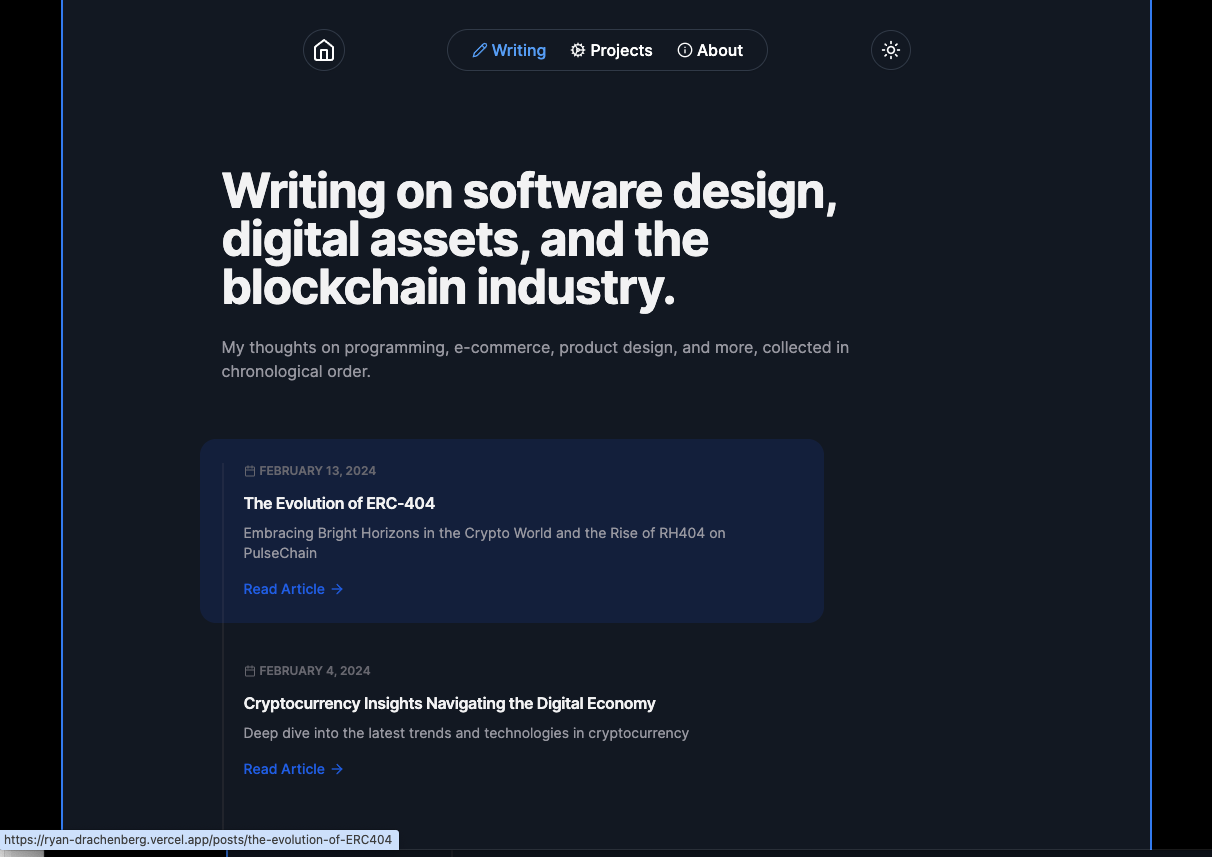 Writing Projects About
Writing on software design,
digital assets, and the
blockchain industry.
My thoughts on programming, e-commerce, product design, and more, collected in
chronological order.
FEBRUARY 13, 2024
The Evolution of ERC-404
Embracing Bright Horizons in the Crypto World and the Rise of RH404 on
PulseChain
Read Article →
FEBRUARY 4, 2024
Cryptocurrency Insights Navigating the Digital Economy
Deep dive into the latest trends and technologies in cryptocurrency
Read Article →
https://ryan-drachenberg.vercel.app/posts/the-evolution-of-ERC404